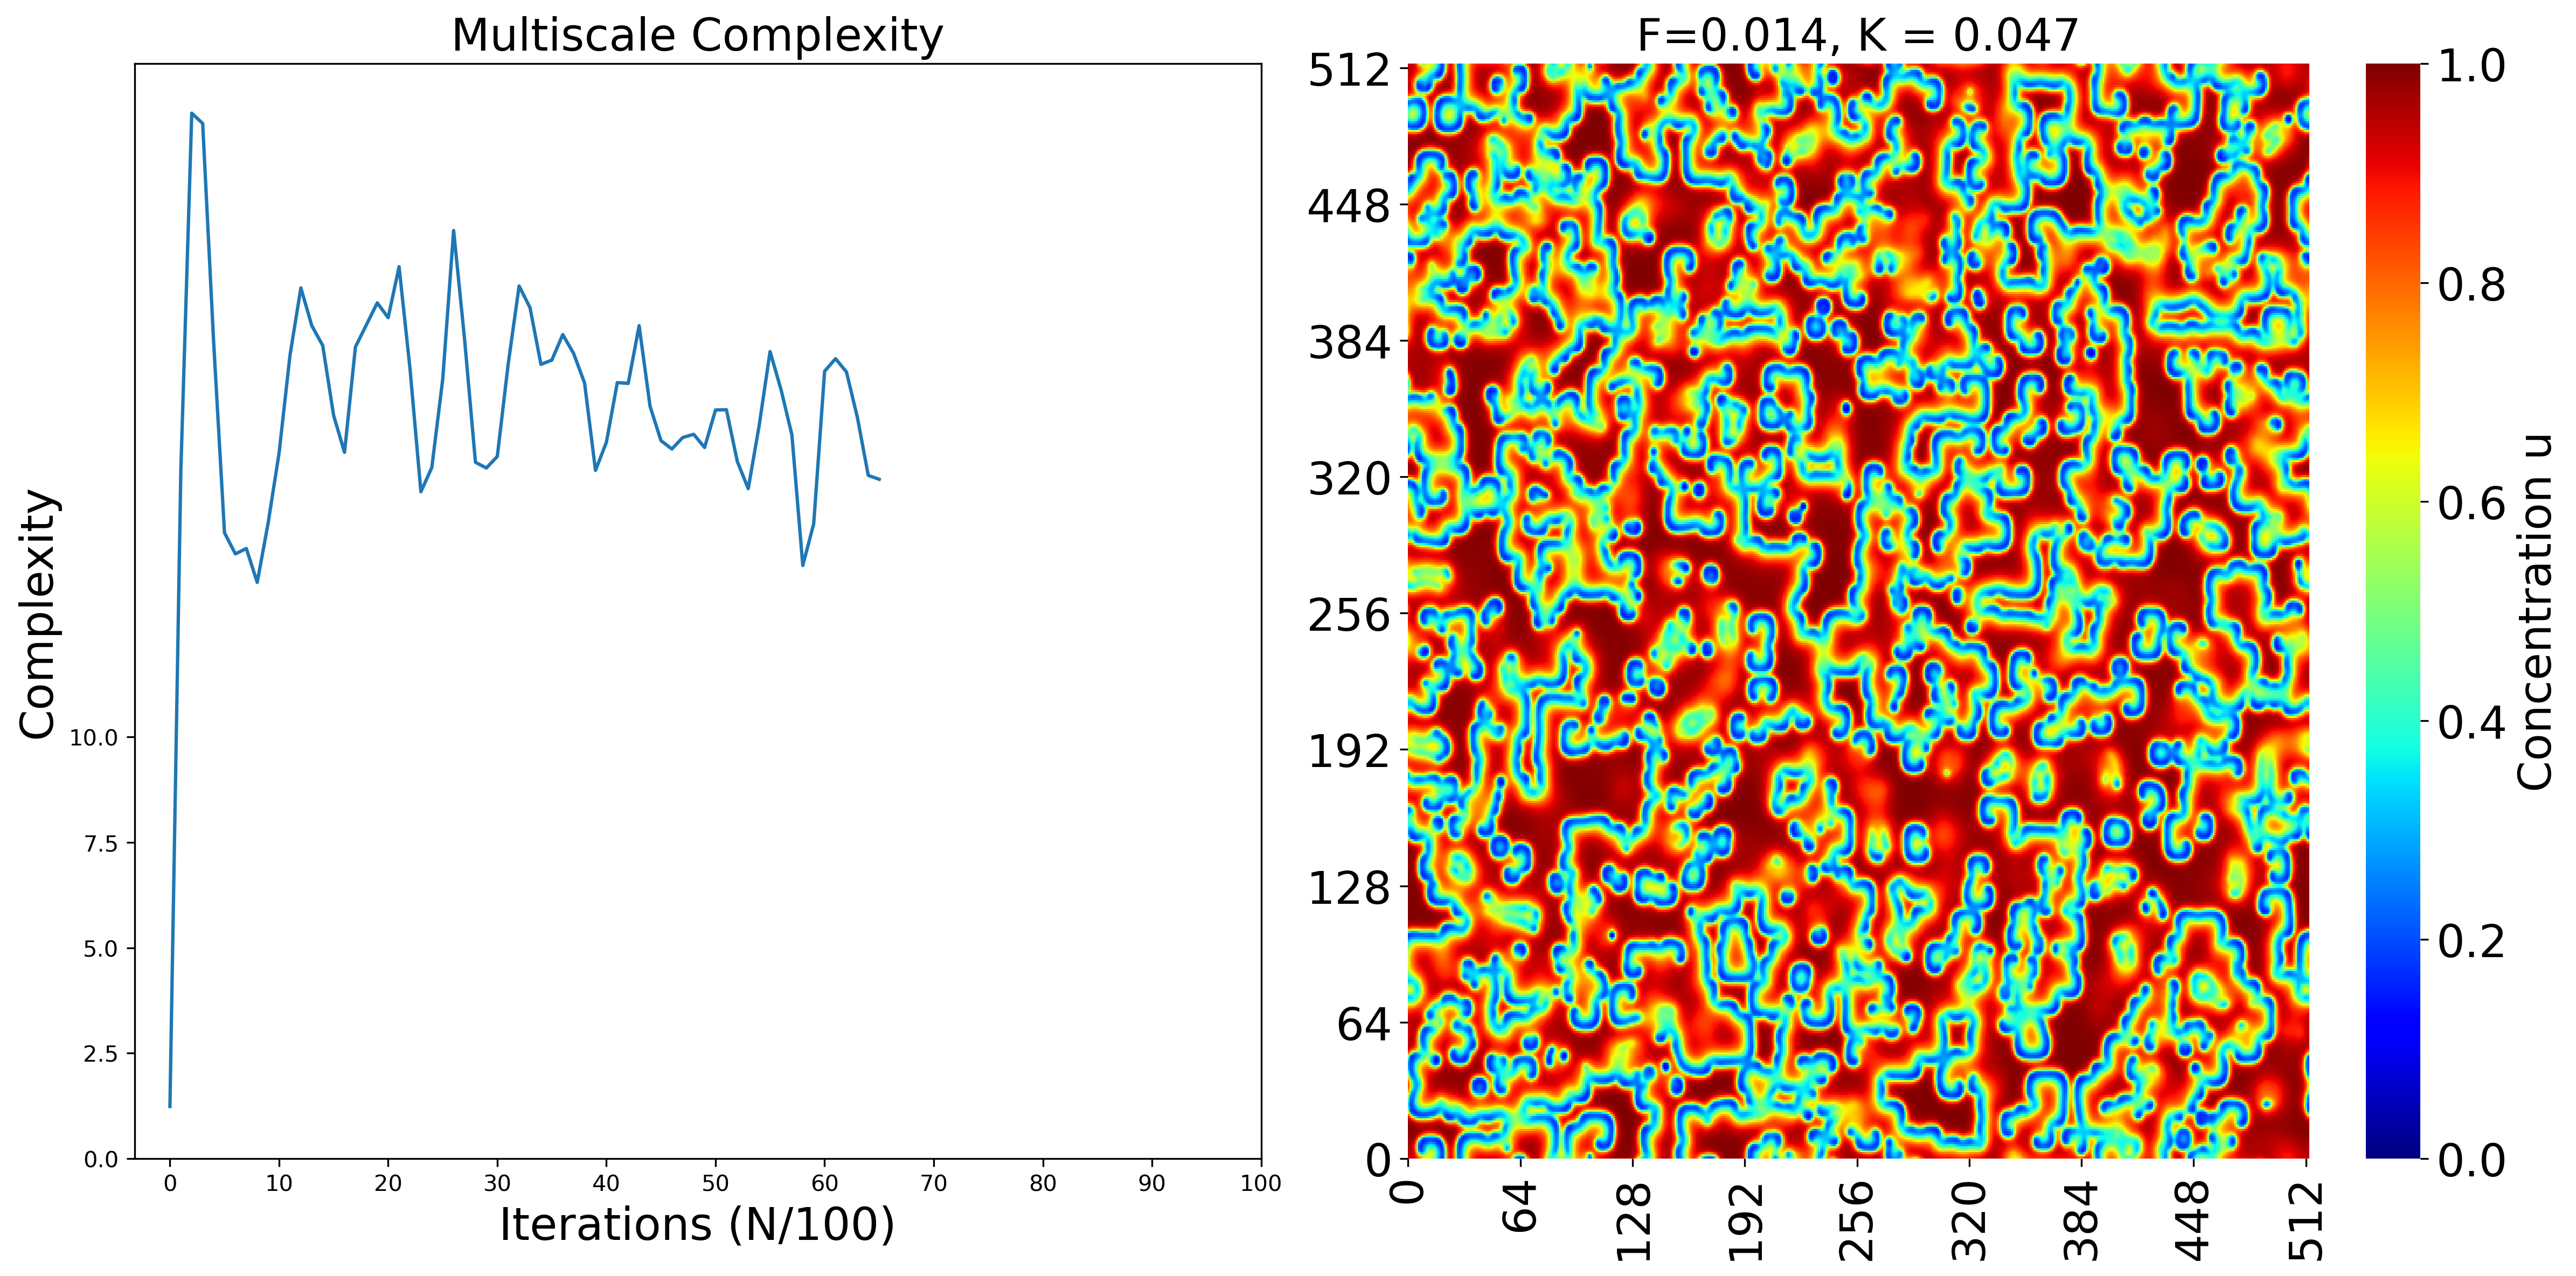 Multiscale Complexity
Complexity
10.0
7.5
5.0
2.5
0.0
0 10 20 30 40 50 60 70 80 90 100
Iterations (N/100)
F=0.014, K = 0.047
512
448
384
320
256
192
128
64
0
0 64 128 192 256 320 384 448 512
1.0
0.8
0.6
0.4
0.2
0.0
Concentration u